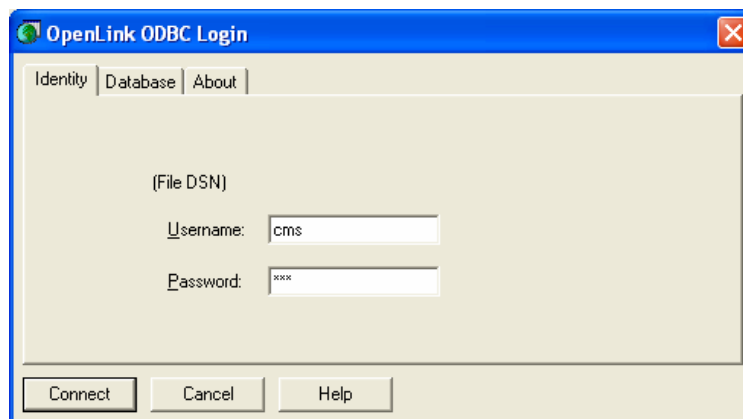 OpenLink ODBC Login
Identity Database About
(File DSN)
Username: cms
Password: ***
Connect Cancel Help